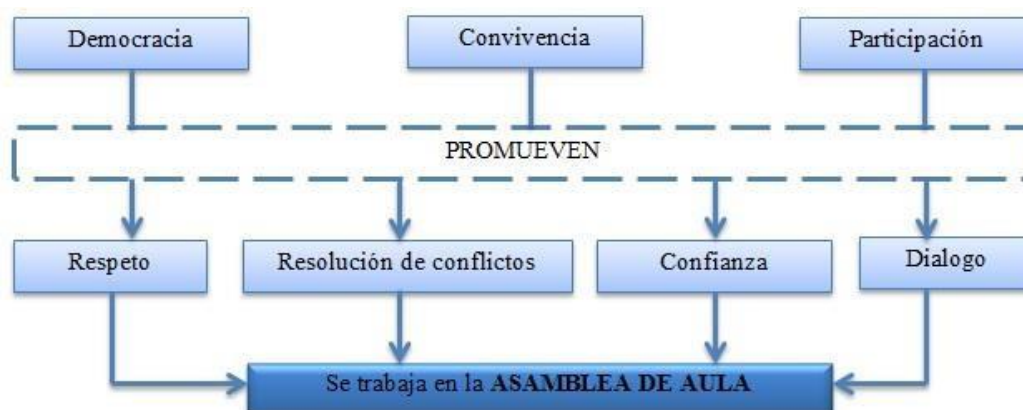 Democracia
Convivencia
Participación
PROMUEVEN
Respeto
Resolución de conflictos
Confianza
Dialogo
Se trabaja en la ASAMBLEA DE AULA